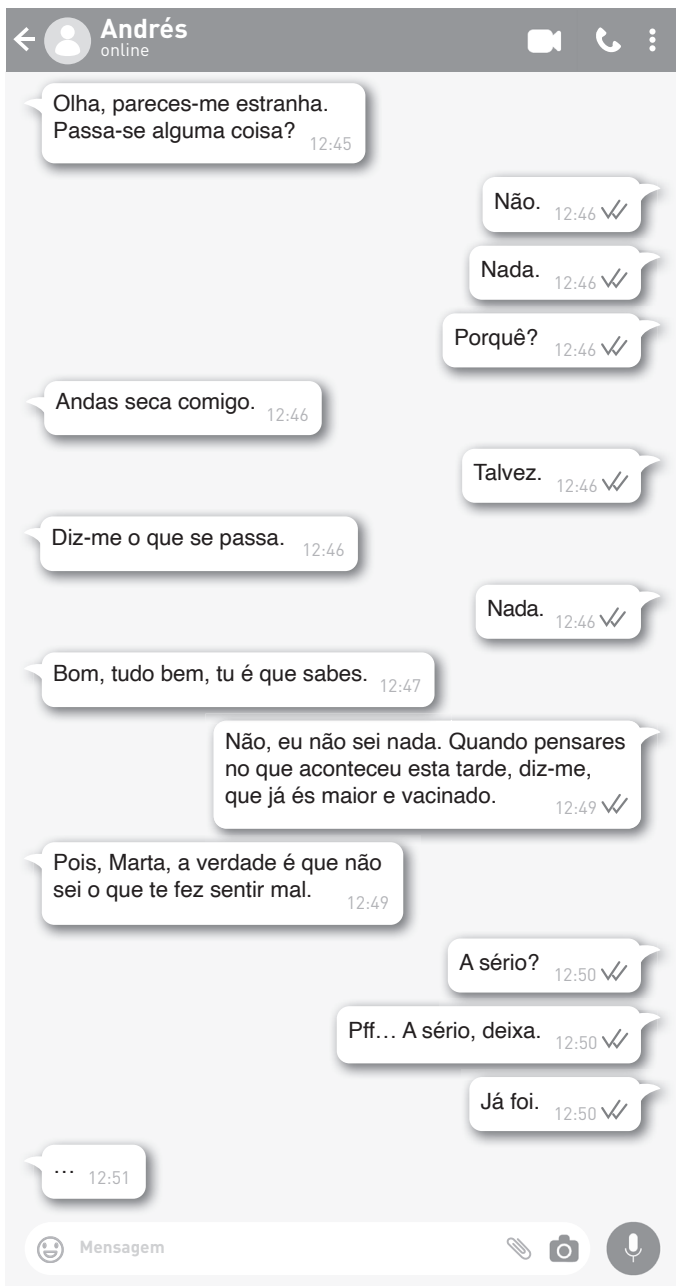 Andrés
online
Olha, pareces-me estranha.
Passa-se alguma coisa? 12:45
Não. 12:46
Nada. 12:46
Porquê? 12:46
Andas seca comigo. 12:46
Talvez. 12:46
Diz-me o que se passa. 12:46
Nada. 12:46
Bom, tudo bem, tu é que sabes. 12:47
Não, eu não sei nada. Quando pensares
no que aconteceu esta tarde, diz-me,
que já és maior e vacinado. 12:49
Pois, Marta, a verdade é que não
sei o que te fez sentir mal. 12:49
A sério? 12:50
Pff... A sério, deixa. 12:50
Já foi. 12:50
... 12:51
Mensagem